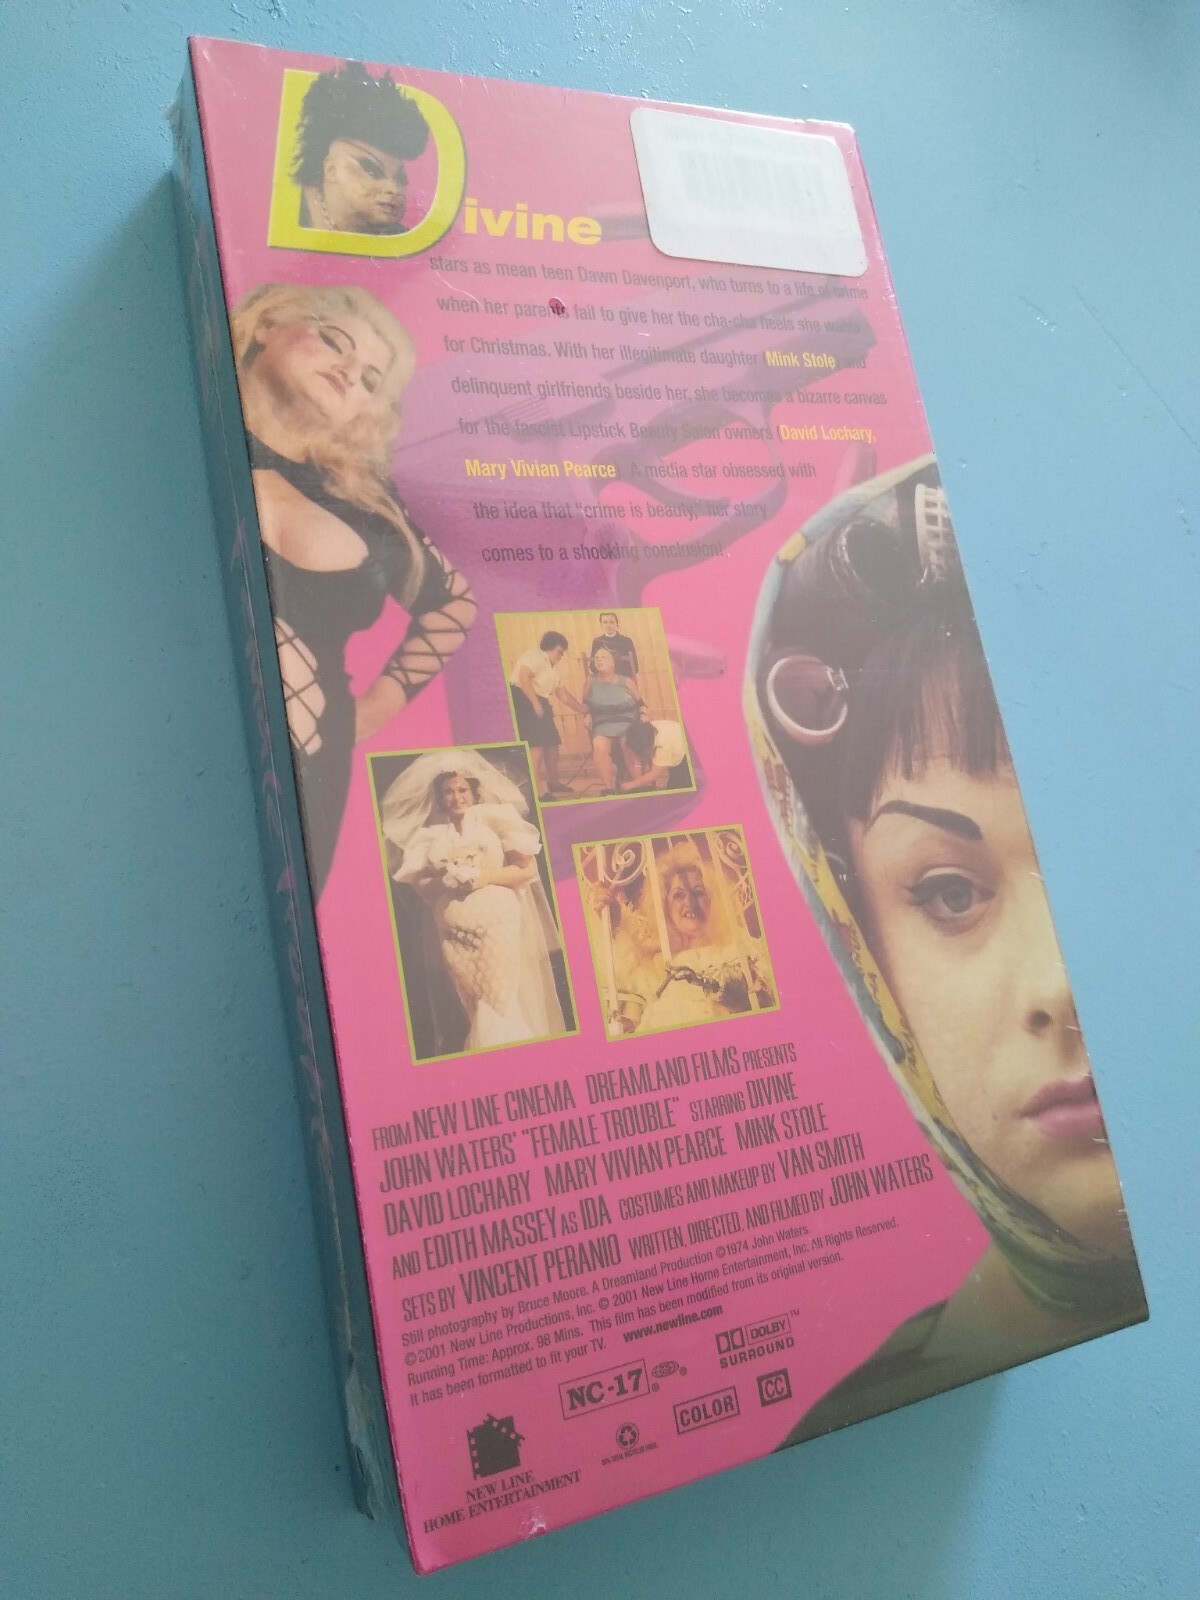 Divine
stars as mean teen Dawn Davenport, who turns to a life of crime
when her parents fail to give her the cha-cha heels she wants
for Christmas. With her illegitimate daughter (Mink Stole) and
delinquent girlfriends beside her, she becomes a bizarre canvas
for the fascist Lipstick Beauty Salon owners (David Lochary,
Mary Vivian Pearce). A media star obsessed with
the idea that "crime is beauty," her story
comes to a shocking conclusion!
FROM NEW LINE CINEMA DREAMLAND FILMS PRESENTS
JOHN WATERS' "FEMALE TROUBLE" STARRING DIVINE
DAVID LOCHARY MARY VIVIAN PEARCE MINK STOLE
AND EDITH MASSEY AS IDA COSTUMES AND MAKEUP BY VAN SMITH
SETS BY VINCENT PERANIO WRITTEN, DIRECTED, AND FILMED BY JOHN WATERS
Still photography by Bruce Moore. A Dreamland Production ©1974 John Waters.
©2001 New Line Productions, Inc. © 2001 New Line Home Entertainment, Inc. All Rights Reserved.
Running Time: Approx. 98 Mins. This film has been modified from its original version.
It has been formatted to fit your TV. www.newline.com
NC-17
DOLBY™
SURROUND
COLOR
CC
NEW LINE
HOME ENTERTAINMENT